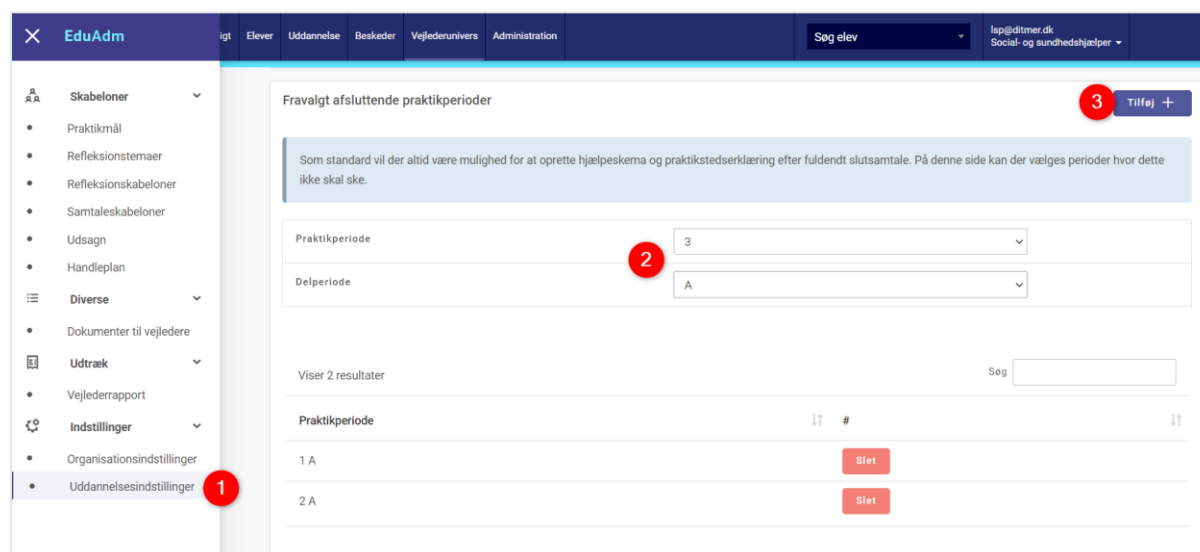 EduAdm
igt Elever Uddannelse Beskeder Vejlederunivers Administration
Søg elev
lsp@ditmer.dk
Social- og sundhedshjælper
Skabeloner
Praktikmål
Refleksionstemaer
Refleksionskabeloner
Samtaleskabeloner
Udsagn
Handleplan
Diverse
Dokumenter til vejledere
Udtræk
Vejlederrapport
Indstillinger
Organisationsindstillinger
Uddannelsesindstillinger
1
Fravalgt afsluttende praktikperioder
3
Tilføj +
Som standard vil der altid være mulighed for at oprette hjælpeskema og praktikstedserklæring efter fuldendt slutsamtale. På denne side kan der vælges perioder hvor dette
ikke skal ske.
Praktikperiode
3
2
Delperiode
A
Viser 2 resultater
Søg
Praktikperiode #
1 A Slet
2 A Slet